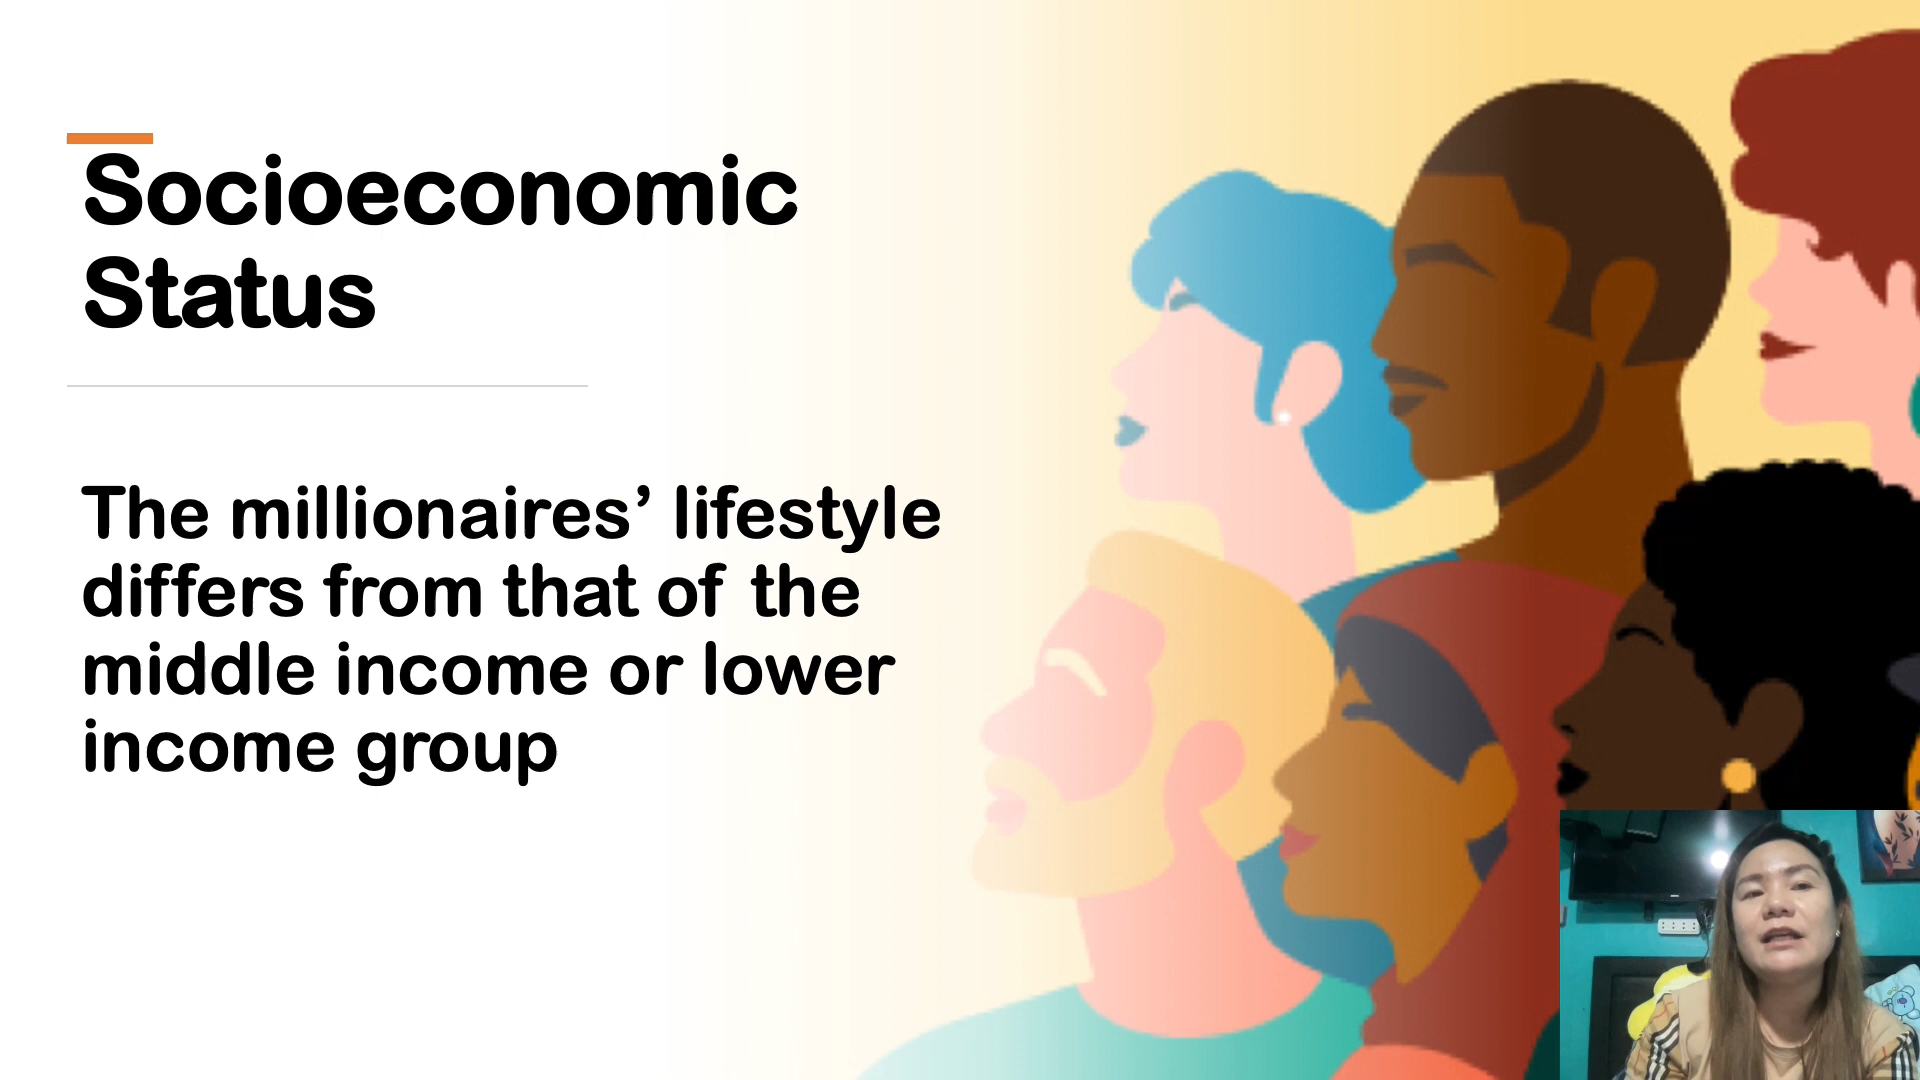 Socioeconomic
Status
The millionaires’ lifestyle
differs from that of the
middle income or lower
income group